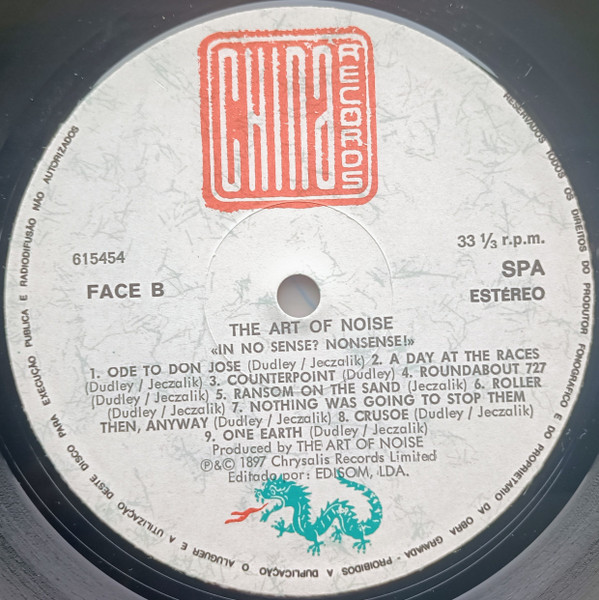 CHINA
RECORDS
615454
FACE B
33 ⅓ r.p.m.
SPA
ESTÉREO
THE ART OF NOISE
«IN NO SENSE? NONSENSE!»
1. ODE TO DON JOSE (Dudley / Jeczalik) 2. A DAY AT THE RACES
(Dudley / Jeczalik) 3. COUNTERPOINT (Dudley) 4. ROUNDABOUT 727
(Dudley / Jeczalik) 5. RANSOM ON THE SAND (Jeczalik) 6. ROLLER
(Dudley / Jeczalik) 7. NOTHING WAS GOING TO STOP THEM
THEN, ANYWAY (Dudley / Jeczalik) 8. CRUSOE (Dudley / Jeczalik)
9. ONE EARTH (Dudley / Jeczalik)
Produced by THE ART OF NOISE
℗&© 1897 Chrysalis Records Limited
Editado por: EDISOM, LDA.
RESERVADOS TODOS OS DIREITOS DO PRODUTOR FONOGRÁFICO E DO PROPRIETÁRIO DA OBRA GRAVADA - PROIBIDOS A DUPLICAÇÃO, O ALUGUER E A UTILIZAÇÃO DESTE DISCO PARA EXECUÇÃO PUBLICA E RADIODIFUSÃO NÃO AUTORIZADOS